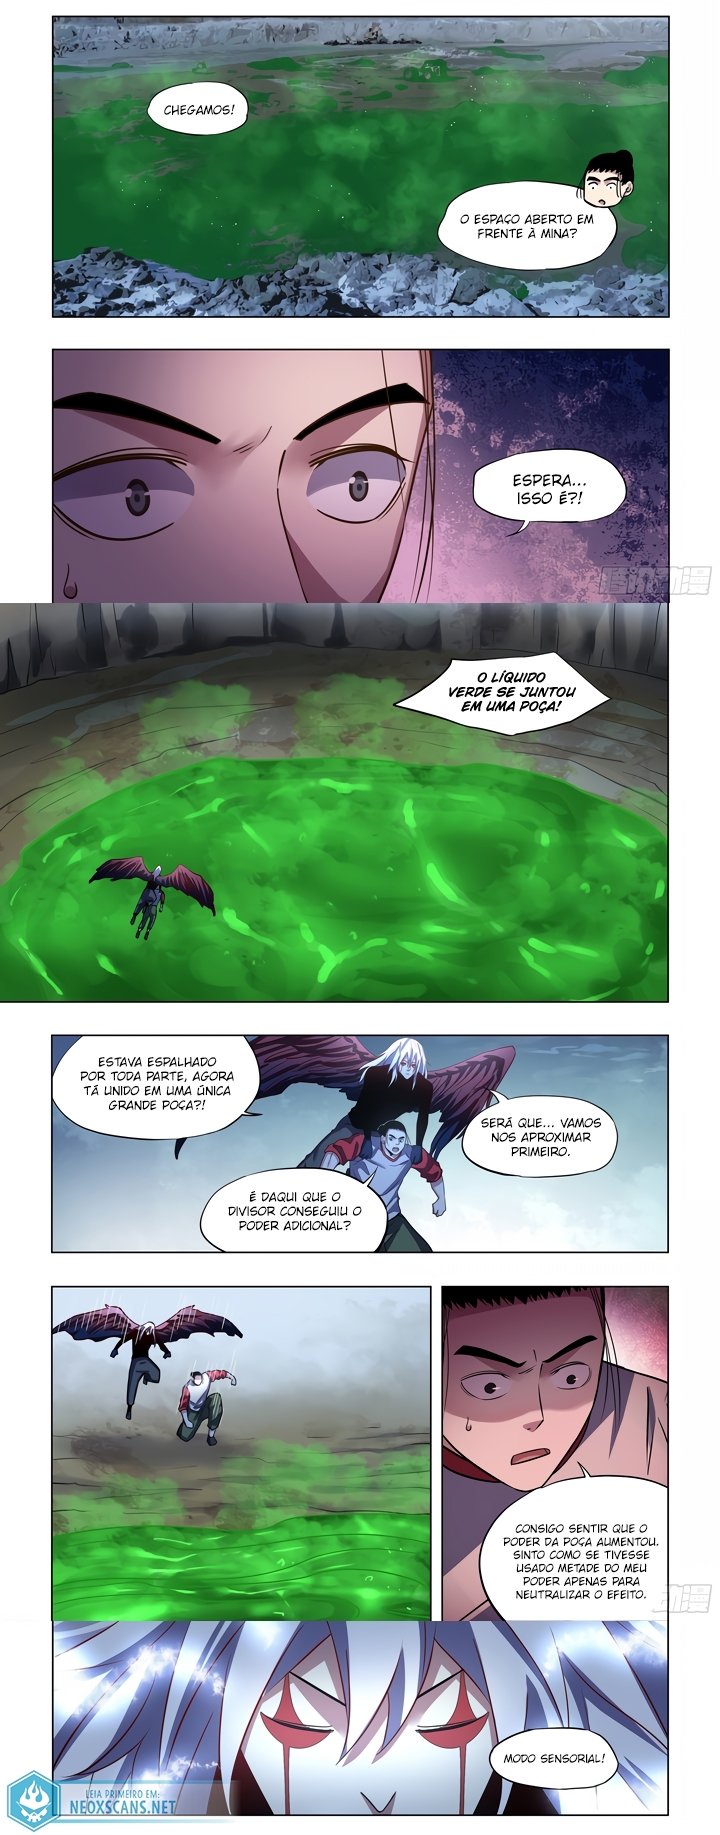 CHEGAMOS!
O ESPAÇO ABERTO EM
FRENTE À MINA?
ESPERA...
ISSO É?!
O LÍQUIDO
VERDE SE JUNTOU
EM UMA POÇA!
ESTAVA ESPALHADO
POR TODA PARTE, AGORA
TÁ UNIDO EM UMA ÚNICA
GRANDE POÇA?!
SERÁ QUE... VAMOS
NOS APROXIMAR
PRIMEIRO.
É DAQUI QUE O
DIVISOR CONSEGUIU O
PODER ADICIONAL?
CONSIGO SENTIR QUE O
PODER DA POÇA AUMENTOU.
SINTO COMO SE TIVESSE
USADO METADE DO MEU
PODER APENAS PARA
NEUTRALIZAR O EFEITO.
MODO SENSORIAL!
LEIA PRIMEIRO EM:
NEOXSCANS.NET